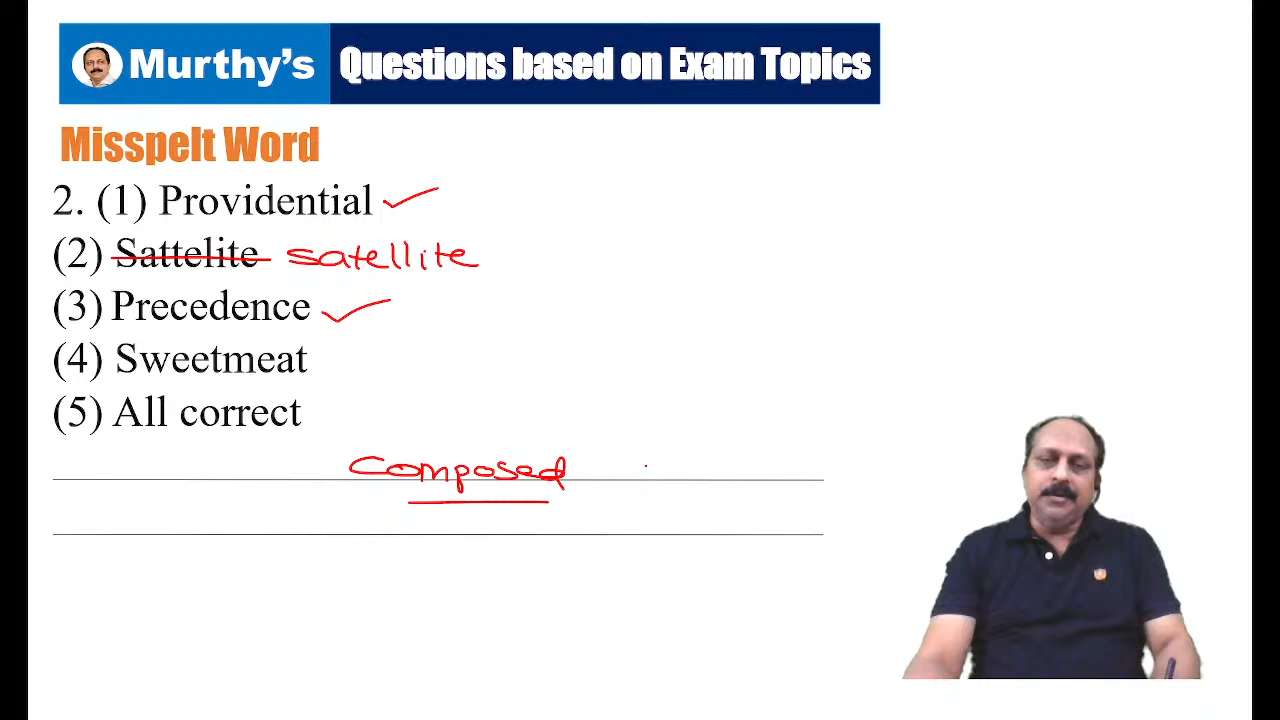 Murthy's Questions based on Exam Topics
Misspelt Word
2. (1) Providential
(2) Sattelite satellite
(3) Precedence
(4) Sweetmeat
(5) All correct
Composed